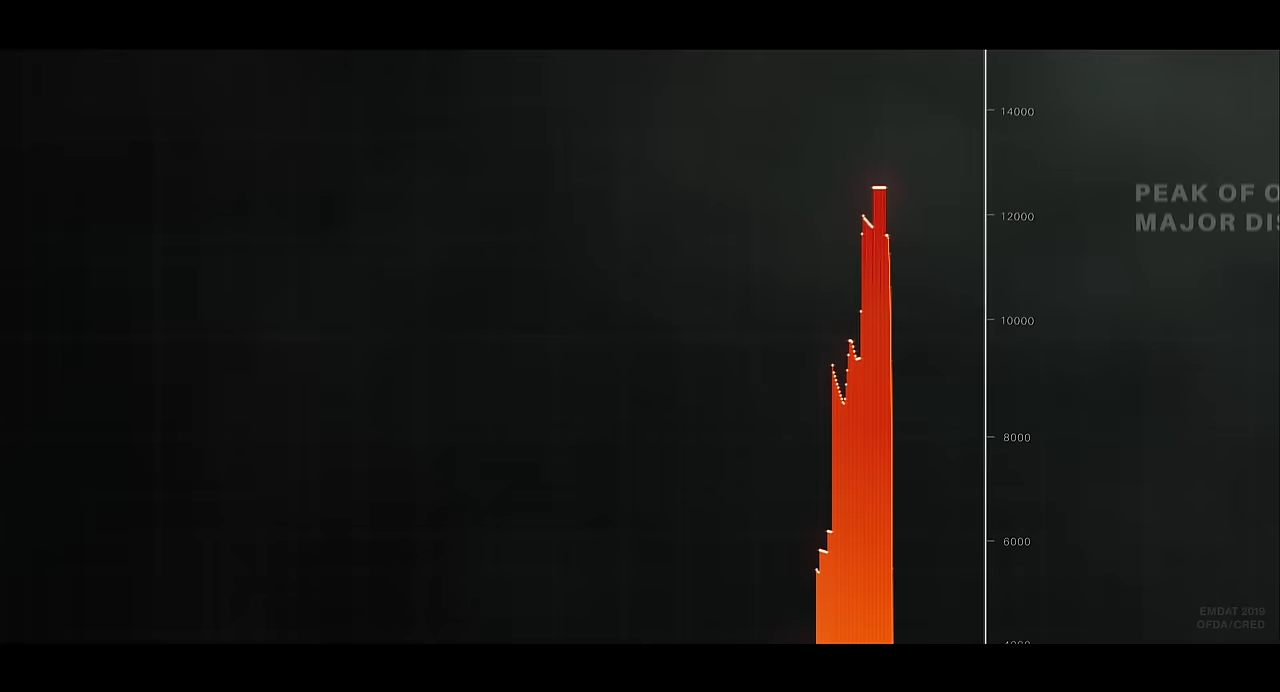 14000
PEAK OF
12000
MAJOR
10000
8000
6000
EMDAT 2019
OFDA/CRED